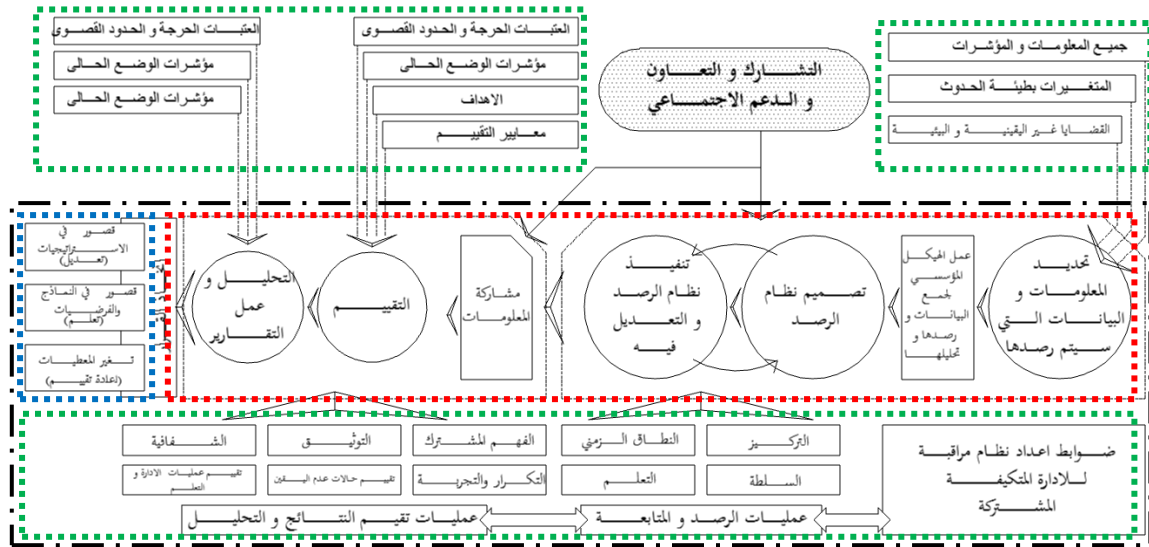 جميع المعلومات و المؤشرات
المتغيرات بطيئة الحدوث
القضايا غير اليقينية و البيئية
التشارك و التعاون
و الدعم الاجتماعي
العتبات الحرجة و الحدود القصوى
مؤشرات الوضع الحالى
الاهداف
معايير التقييم
العتبات الحرجة و الحدود القصوى
مؤشرات الوضع الحالى
مؤشرات الوضع الحالى
تحديد
المعلومات و
البيانات التي
سيتم رصدها
عمل الهيكل
المؤسسي
لجمع
البيانات و
رصدها و
تحليلها
تصميم نظام
الرصد
تنفيذ
نظام الرصد
و التعديل
فيه
مشاركة
المعلومات
التقييم
التحليل و
عمل
التقارير
قصور في
الاستراتيجيات
(تعديل)
قصور في النماذج
والفرضيات
(تعلم)
تغير المعطيات
(اعادة تقييم)
ضوابط اعداد نظام مراقبة
للادارة المتكيفة
المشتركة
التركيز
النطاق الزمني
الفهم المشترك
التوثيق
الشفافية
السلطة
التعلم
التكرار والتجربة
تقييم حالات عدم اليقين
تقييم عمليات الادارة و
التعلم
عمليات الرصد و المتابعة
عمليات تقيم النتائج و التحليل